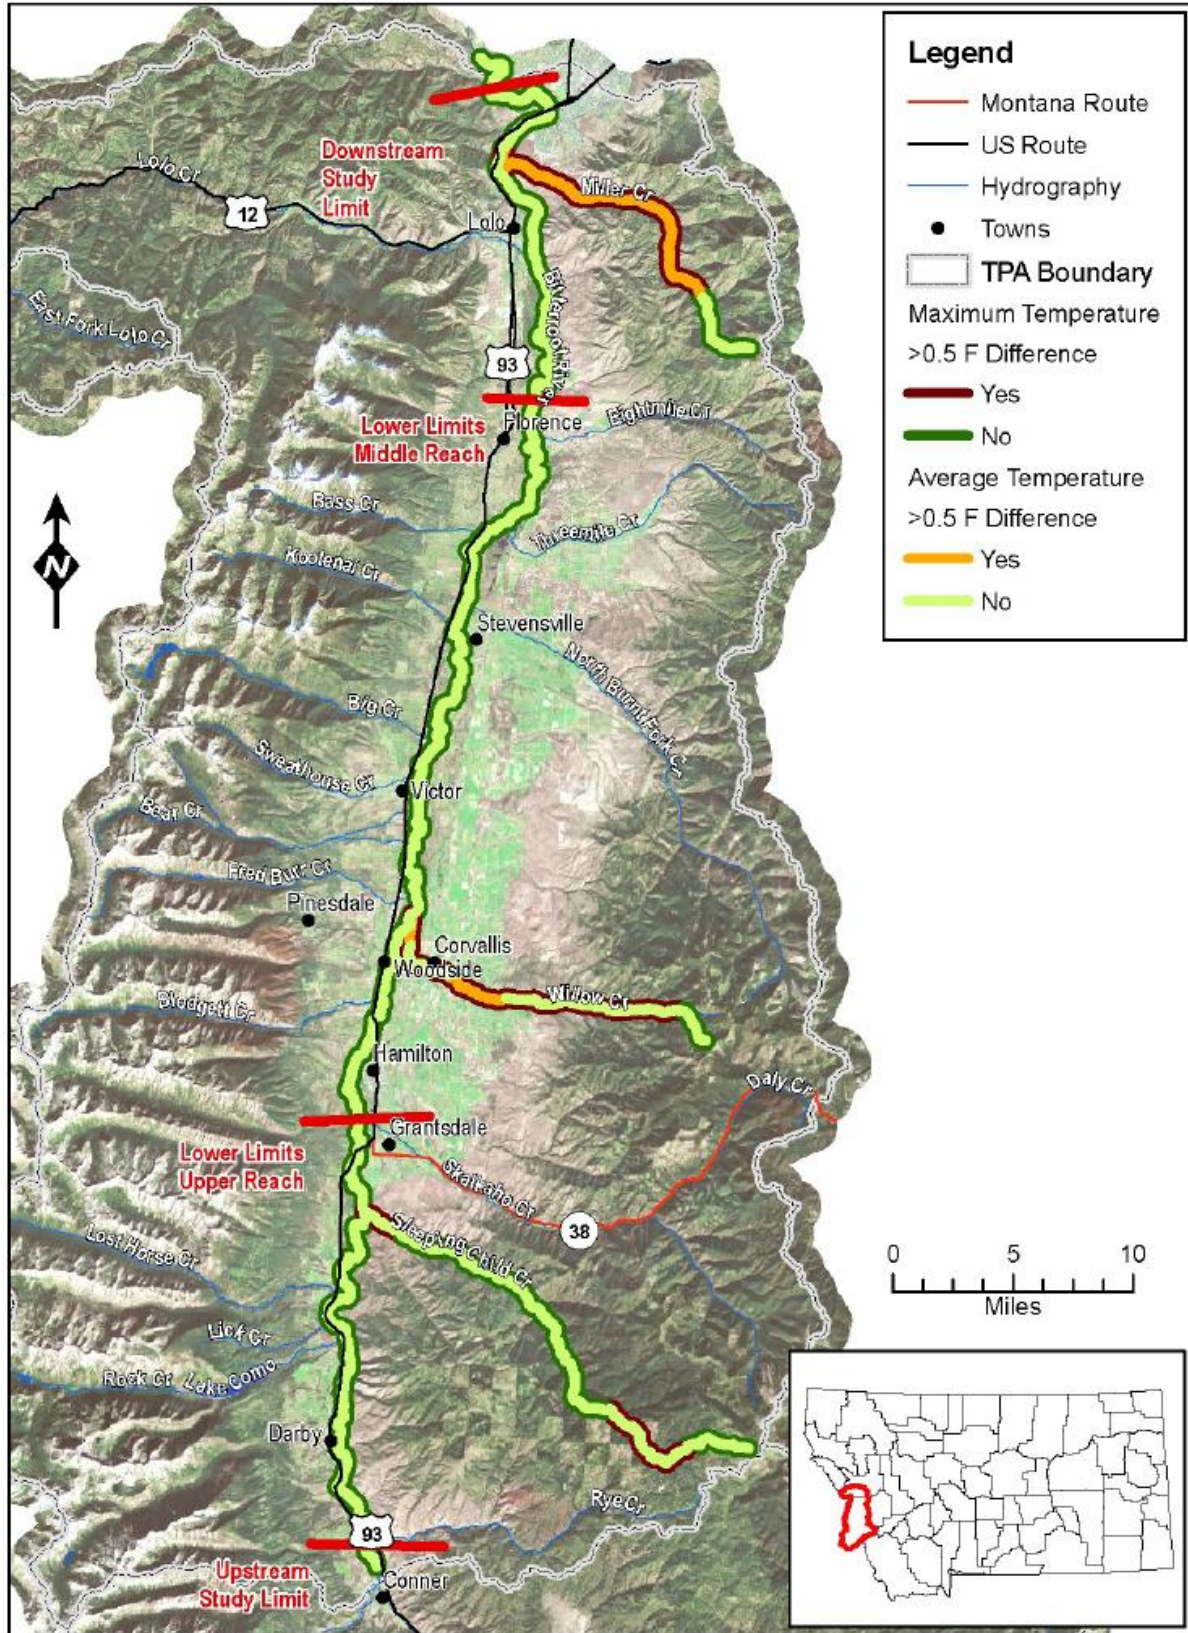 Legend
Montana Route
US Route
Hydrography
Towns
TPA Boundary
Maximum Temperature
>0.5 F Difference
Yes
No
Average Temperature
>0.5 F Difference
Yes
No
Downstream
Study
Limit
Lolo Cr
12
Miller Cr
Lolo
East Fork Lolo Cr
Bitterroot River
93
Eightmile Cr
Florence
Lower Limits
Middle Reach
Bass Cr
Threemile Cr
N
Kootenai Cr
Stevensville
North Burnt Fork Cr
Big Cr
Sweathouse Cr
Victor
Bear Cr
Fred Burr Cr
Pinesdale
Corvallis
Woodside
Willow Cr
Blodgett Cr
Hamilton
Daly Cr
Grantsdale
Lower Limits
Upper Reach
Skalkaho Cr
38
Sleeping Child Cr
Lost Horse Cr
0 5 10
Miles
Lick Cr
Rock Cr Lake Como
Darby
Rye Cr
93
Upstream
Study Limit
Conner